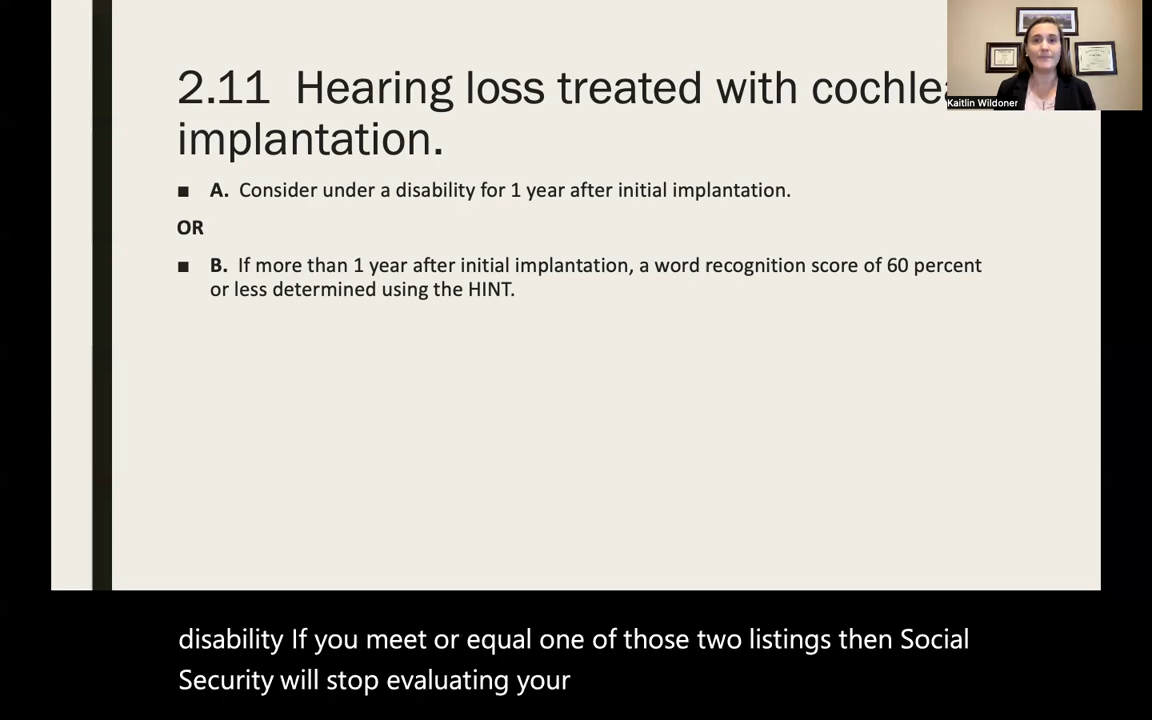 2.11 Hearing loss treated with cochlea
implantation.
■ A. Consider under a disability for 1 year after initial implantation.
OR
■ B. If more than 1 year after initial implantation, a word recognition score of 60 percent
or less determined using the HINT.
Kaitlin Wildoner
disability If you meet or equal one of those two listings then Social
Security will stop evaluating your